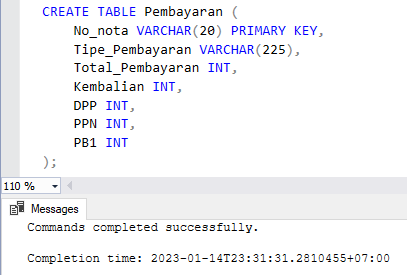 CREATE TABLE Pembayaran (
No_nota VARCHAR(20) PRIMARY KEY,
Tipe_Pembayaran VARCHAR(225),
Total_Pembayaran INT,
Kembalian INT,
DPP INT,
PPN INT,
PB1 INT
);
110 %
Messages
Commands completed successfully.
Completion time: 2023-01-14T23:31:31.2810455+07:00